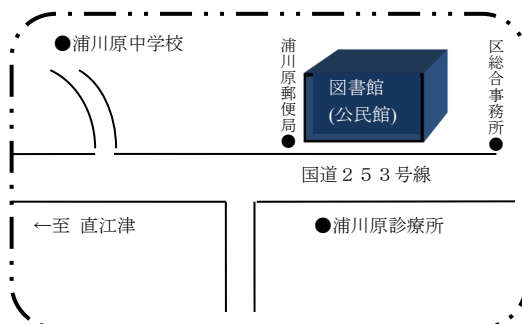 ●浦川原中学校
浦川原郵便局●
図書館
(公民館)
区総合事務所●
国道２５３号線
←至 直江津
●浦川原診療所